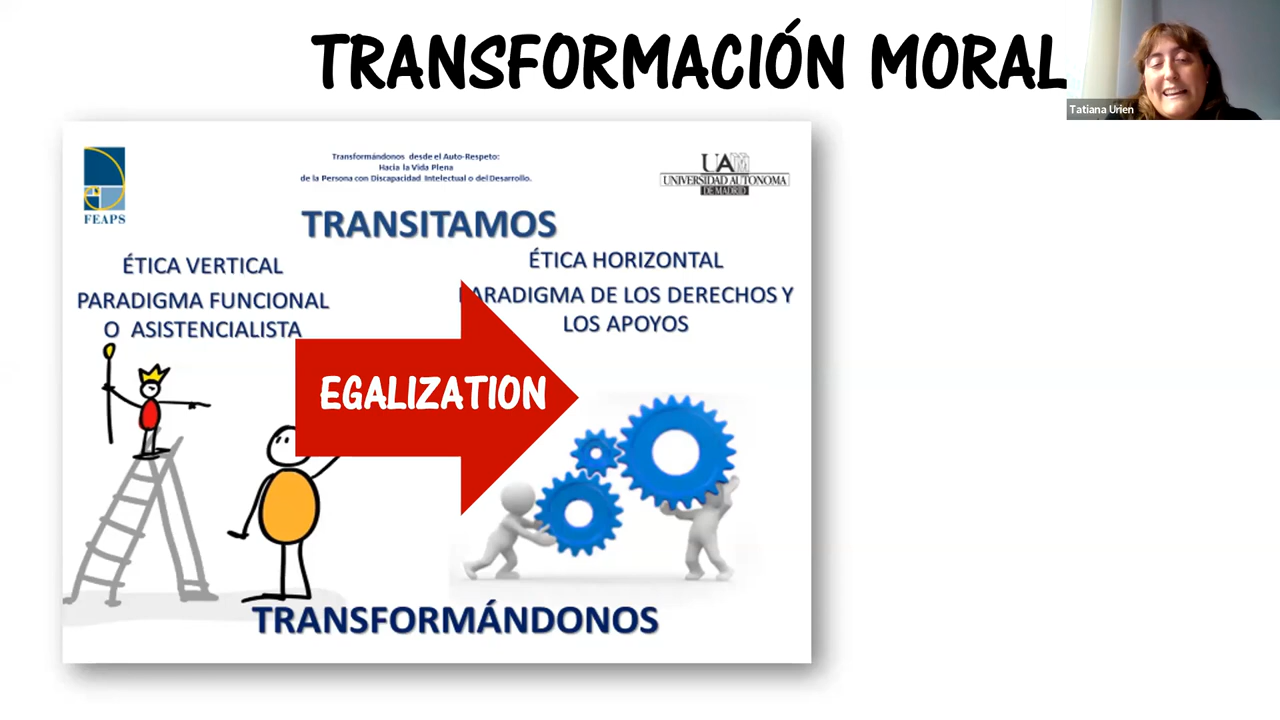 TRANSFORMACIÓN MORAL
Tatiana Urien
Transformándonos desde el Auto-Respeto:
Hacia la Vida Plena
de la Persona con Discapacidad Intelectual o del Desarrollo.
FEAPS
UAM
UNIVERSIDAD AUTONOMA
DE MADRID
TRANSITAMOS
ÉTICA VERTICAL
PARADIGMA FUNCIONAL
O ASISTENCIALISTA
ÉTICA HORIZONTAL
PARADIGMA DE LOS DERECHOS Y
LOS APOYOS
EGALIZATION
TRANSFORMÁNDONOS